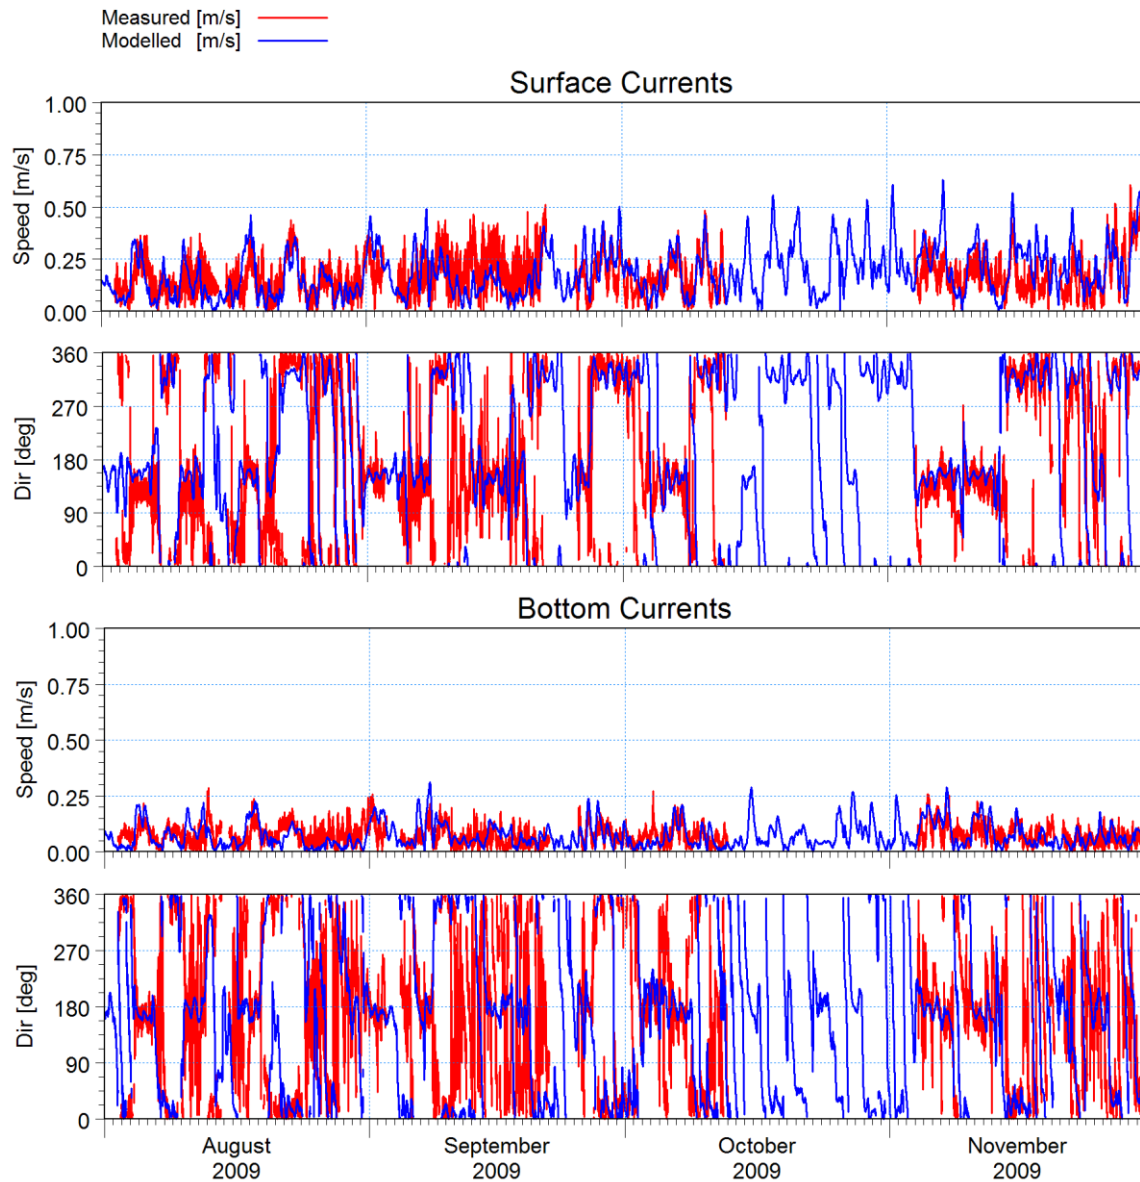 Measured [m/s]
Modelled [m/s]
Surface Currents
1.00
0.75
0.50
0.25
0.00
Speed [m/s]
360
270
180
90
0
Dir [deg]
Bottom Currents
1.00
0.75
0.50
0.25
0.00
Speed [m/s]
360
270
180
90
0
Dir [deg]
August September October November
2009 2009 2009 2009